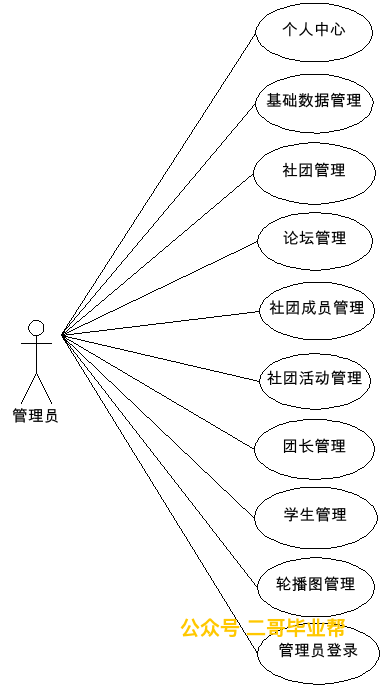 个人中心
基础数据管理
社团管理
论坛管理
社团成员管理
社团活动管理
管理员
团长管理
学生管理
轮播图管理
公众号 二哥毕业帮
管理员登录